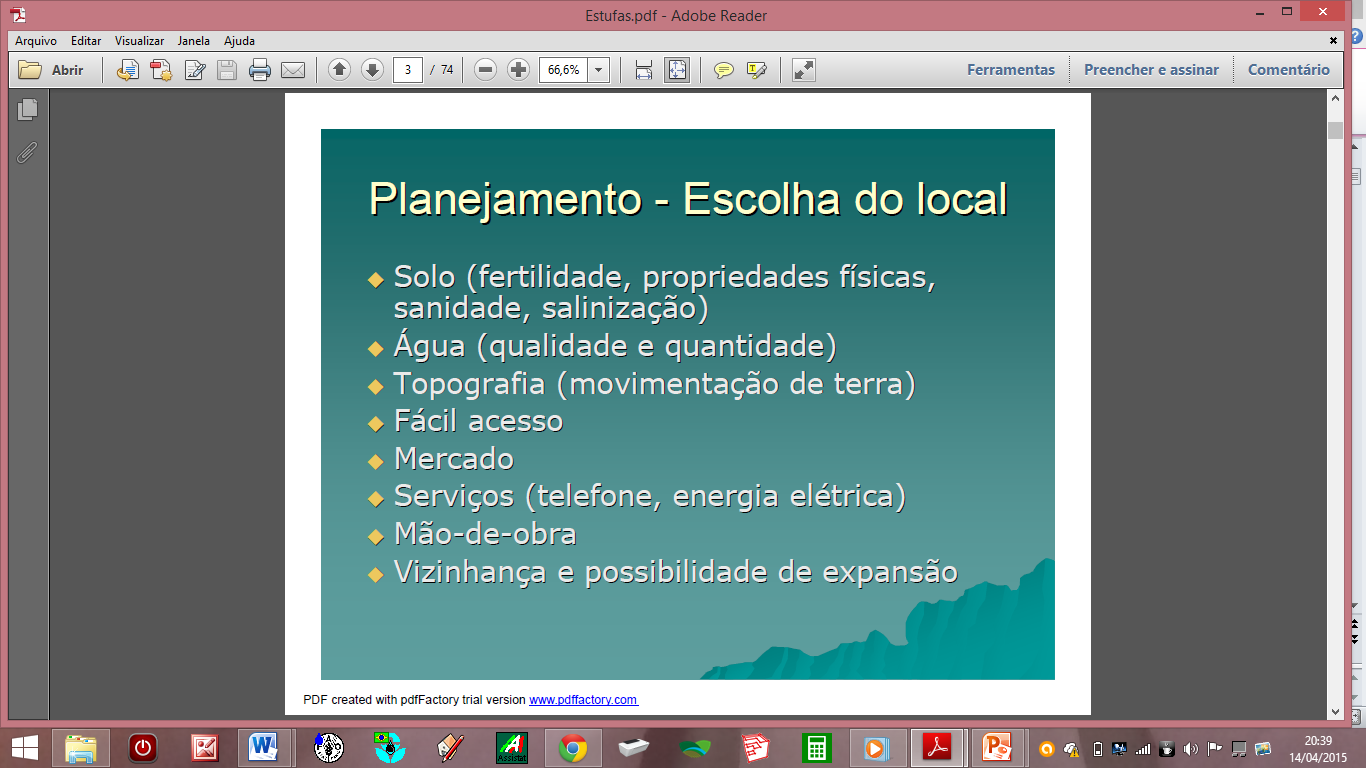 Estufas.pdf - Adobe Reader
Arquivo Editar Visualizar Janela Ajuda
Abrir 3 / 74 66,6% Ferramentas Preencher e assinar Comentário
Planejamento - Escolha do local
Solo (fertilidade, propriedades físicas,
sanidade, salinização)
Água (qualidade e quantidade)
Topografia (movimentação de terra)
Fácil acesso
Mercado
Serviços (telefone, energia elétrica)
Mão-de-obra
Vizinhança e possibilidade de expansão
PDF created with pdfFactory trial version www.pdffactory.com
Assistat
20:39
14/04/2015